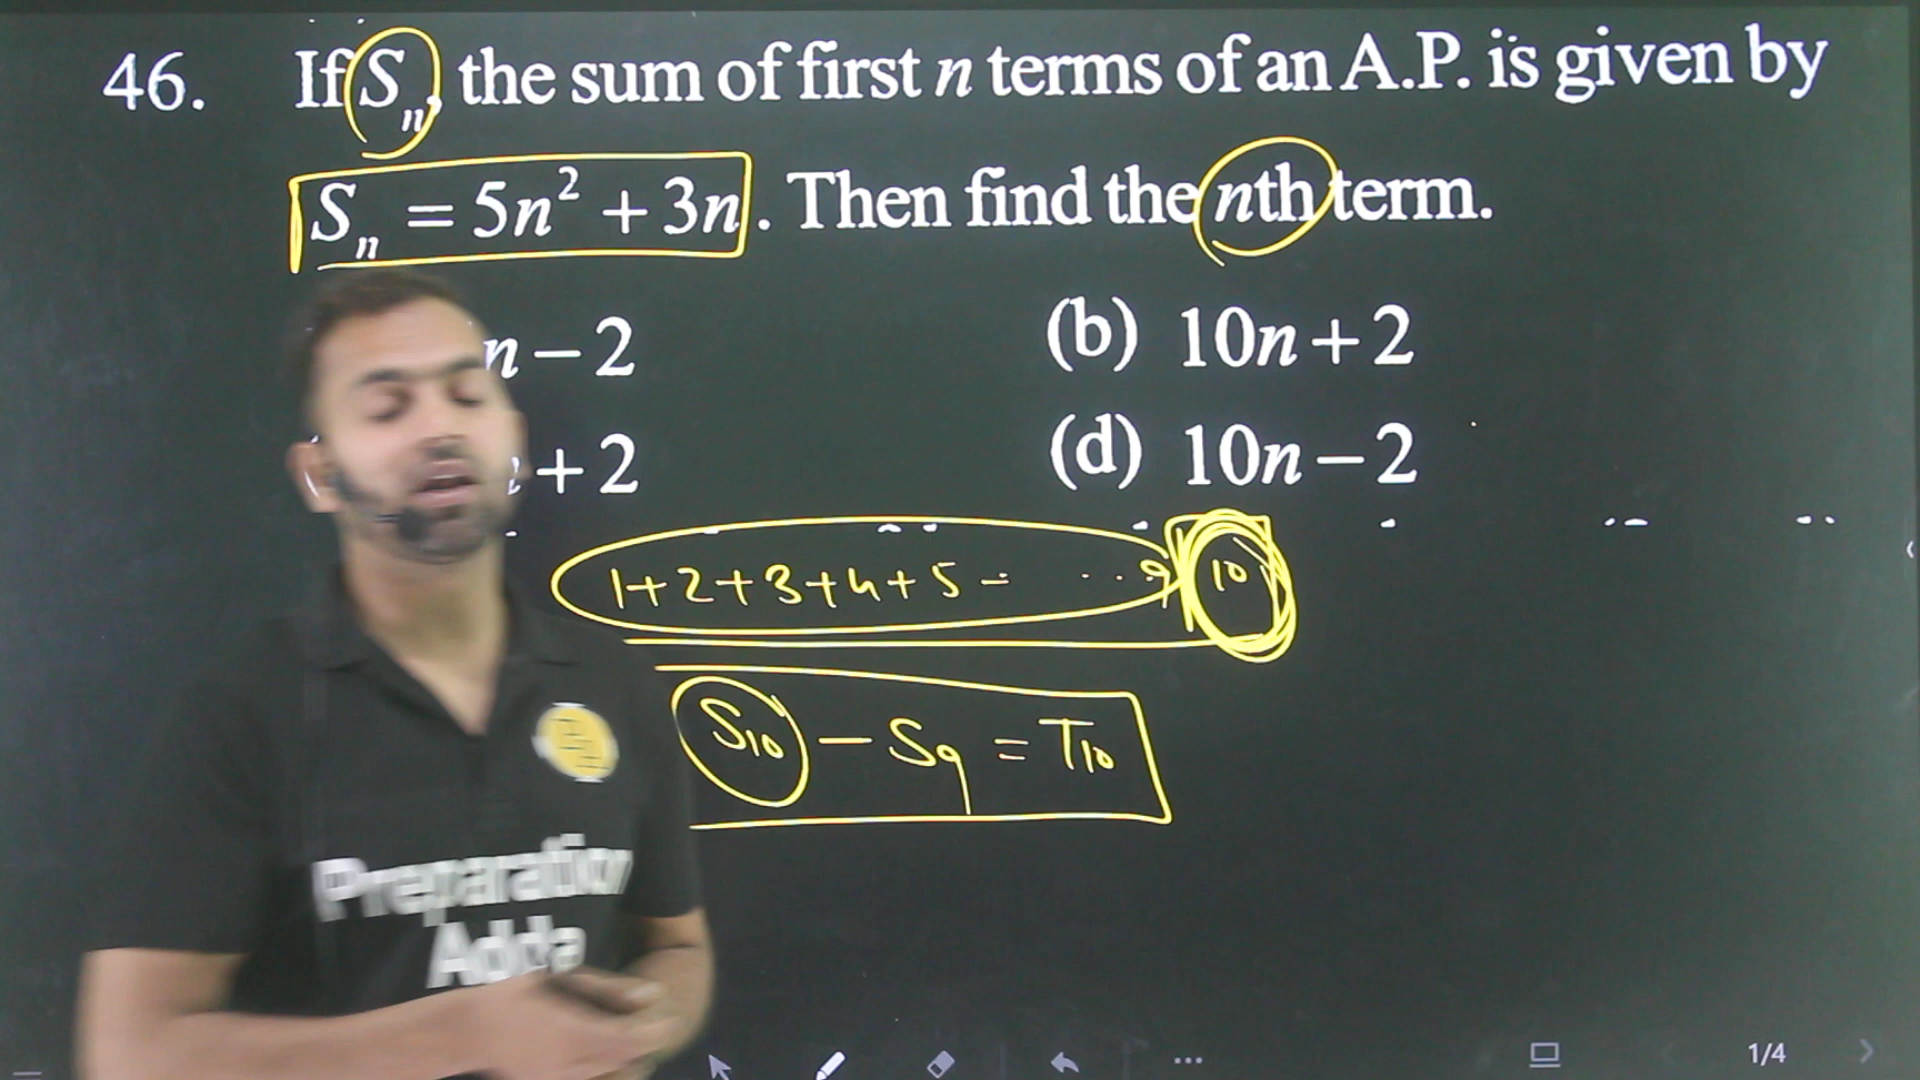 46. If Sₙ, the sum of first n terms of an A.P. is given by
Sₙ = 5n² + 3n. Then find the nth term.
n – 2 (b) 10n + 2
+ 2 (d) 10n – 2
1+2+3+4+5- ...9 10
S₁₀ – S₉ = T₁₀
Preparation
Adda
1/4